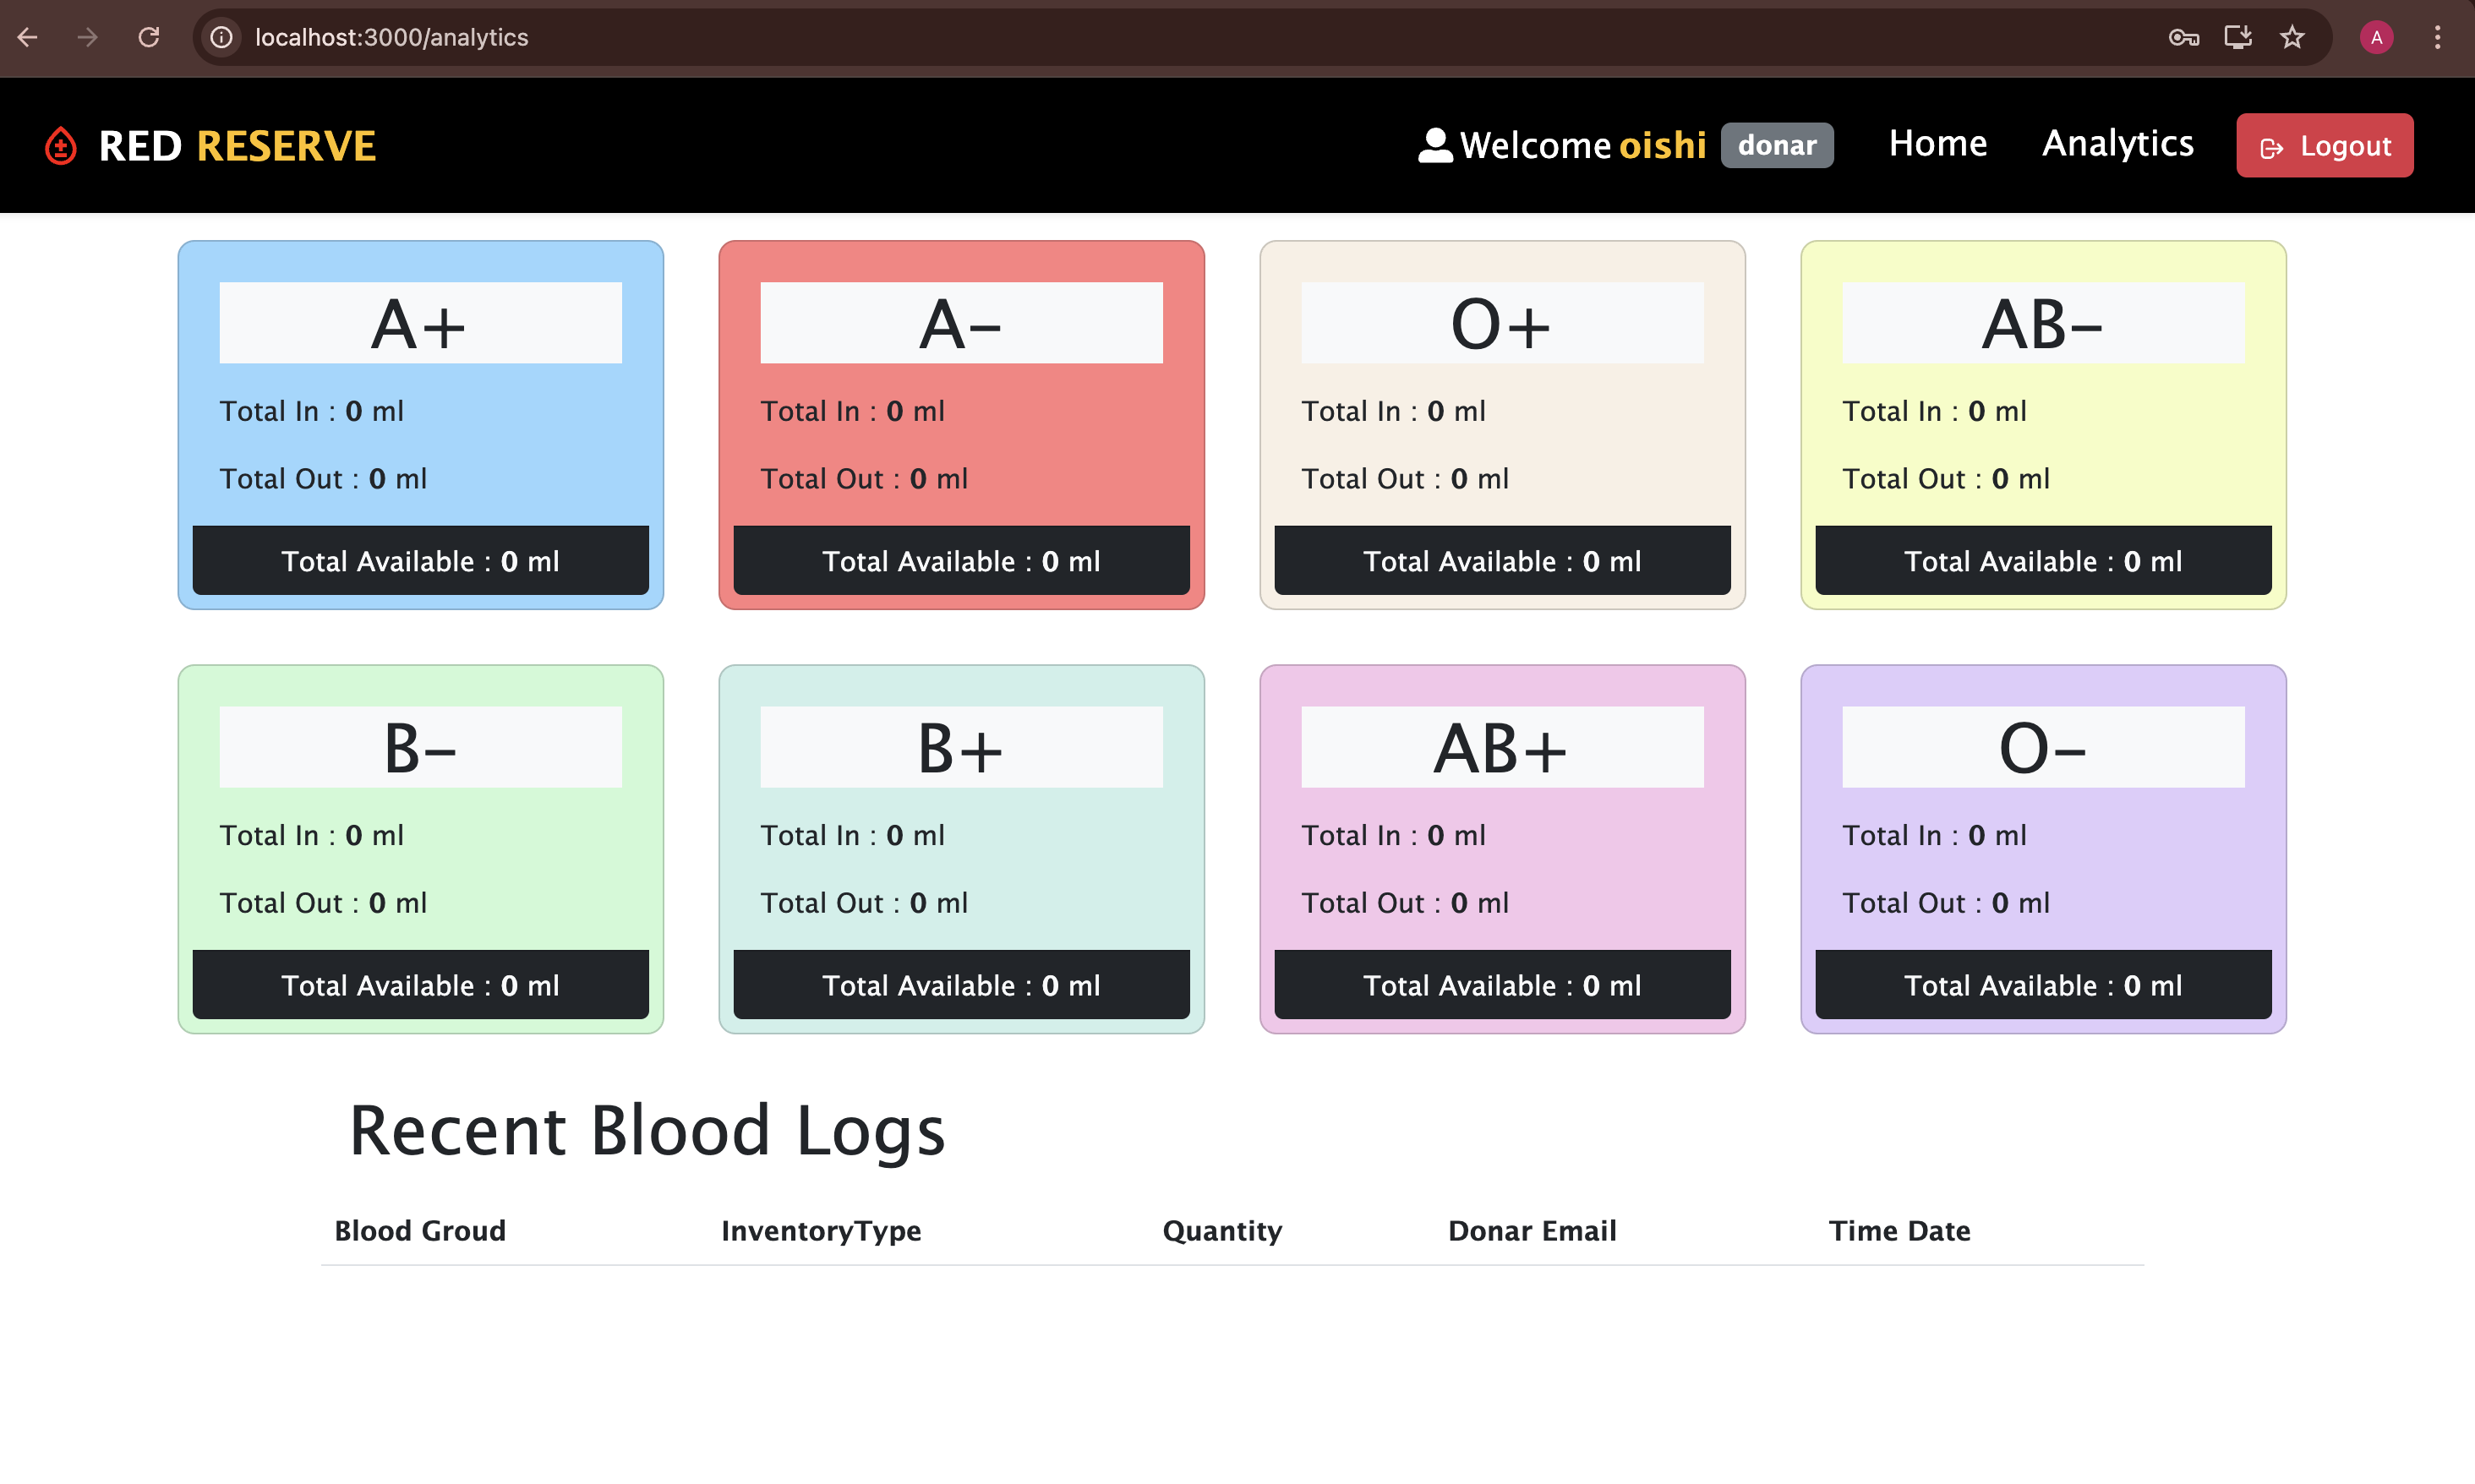 localhost:3000/analytics
A
RED RESERVE
Welcome oishi donar
Home
Analytics
Logout
A+
Total In : 0 ml
Total Out : 0 ml
Total Available : 0 ml
A-
Total In : 0 ml
Total Out : 0 ml
Total Available : 0 ml
O+
Total In : 0 ml
Total Out : 0 ml
Total Available : 0 ml
AB-
Total In : 0 ml
Total Out : 0 ml
Total Available : 0 ml
B-
Total In : 0 ml
Total Out : 0 ml
Total Available : 0 ml
B+
Total In : 0 ml
Total Out : 0 ml
Total Available : 0 ml
AB+
Total In : 0 ml
Total Out : 0 ml
Total Available : 0 ml
O-
Total In : 0 ml
Total Out : 0 ml
Total Available : 0 ml
Recent Blood Logs
Blood Groud InventoryType Quantity Donar Email Time Date